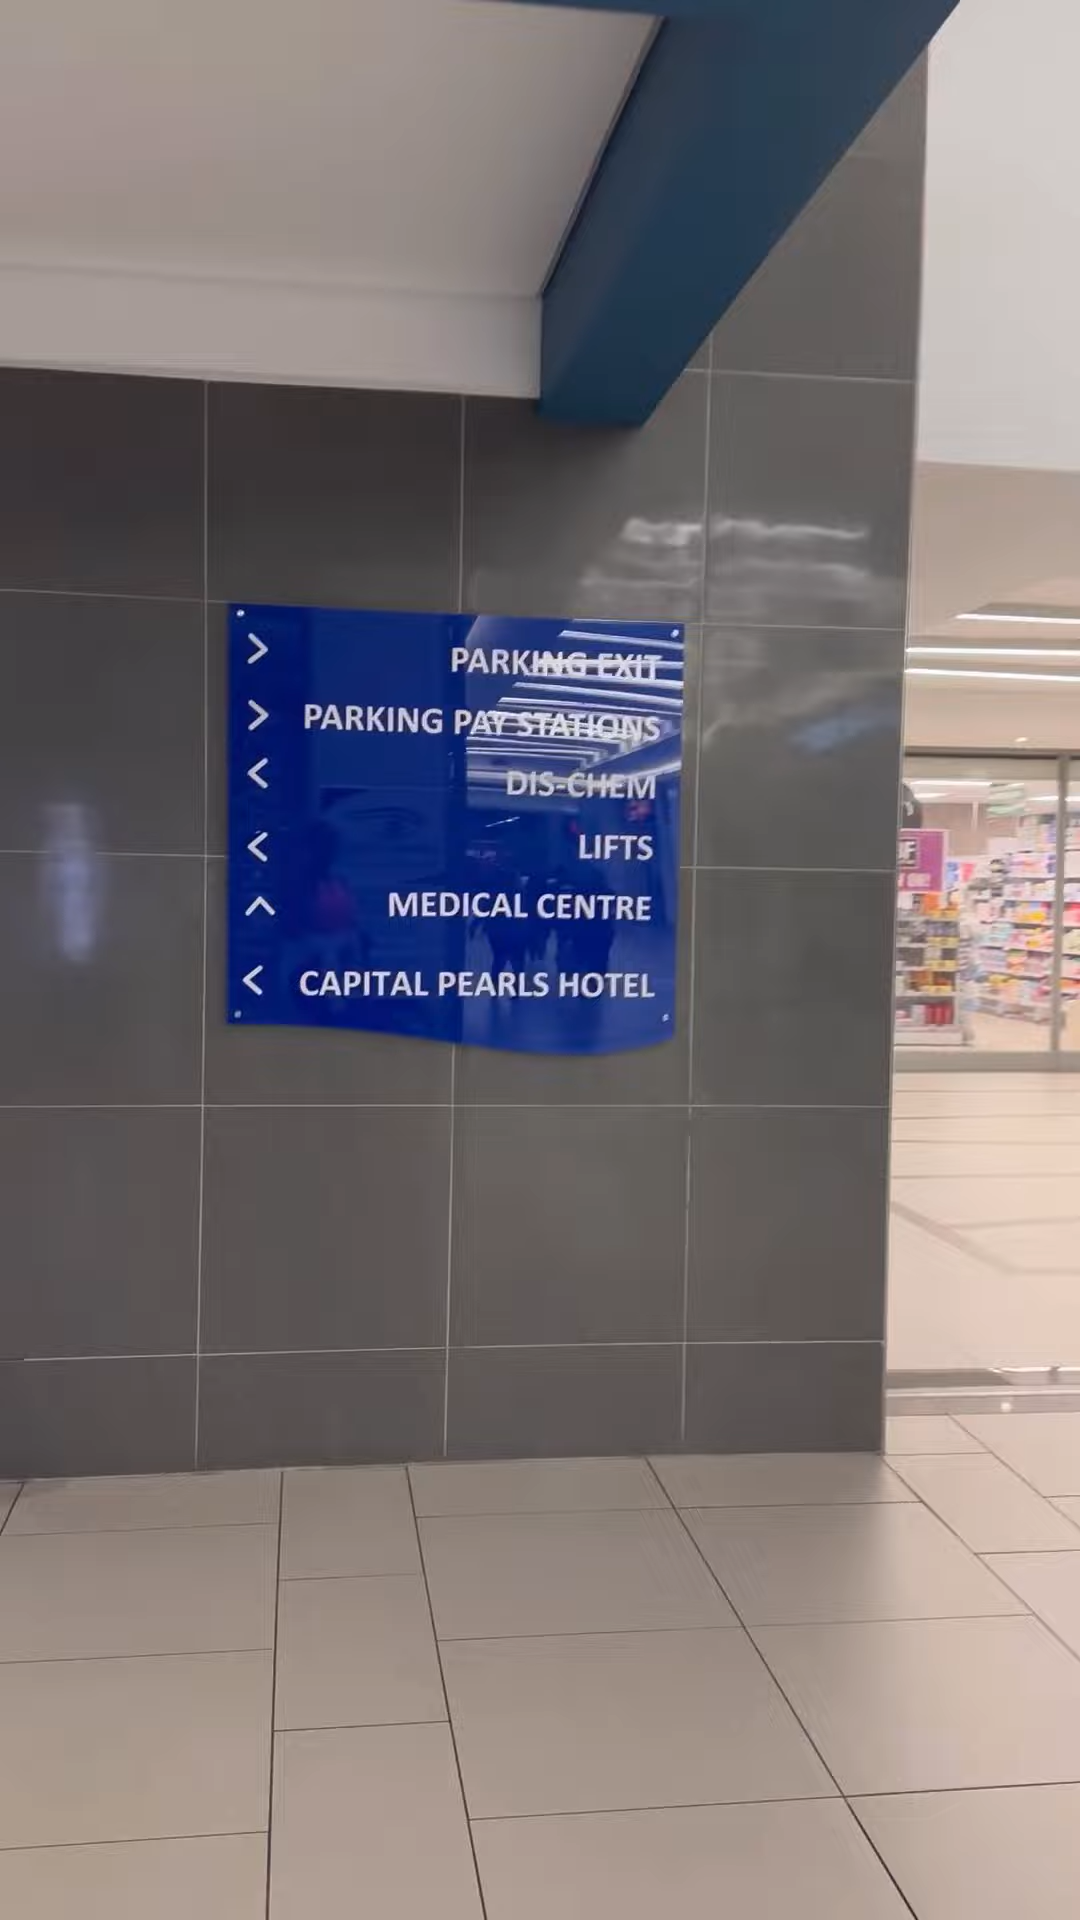 > PARKING EXIT
> PARKING PAY STATIONS
< DIS-CHEM
< LIFTS
^ MEDICAL CENTRE
< CAPITAL PEARLS HOTEL